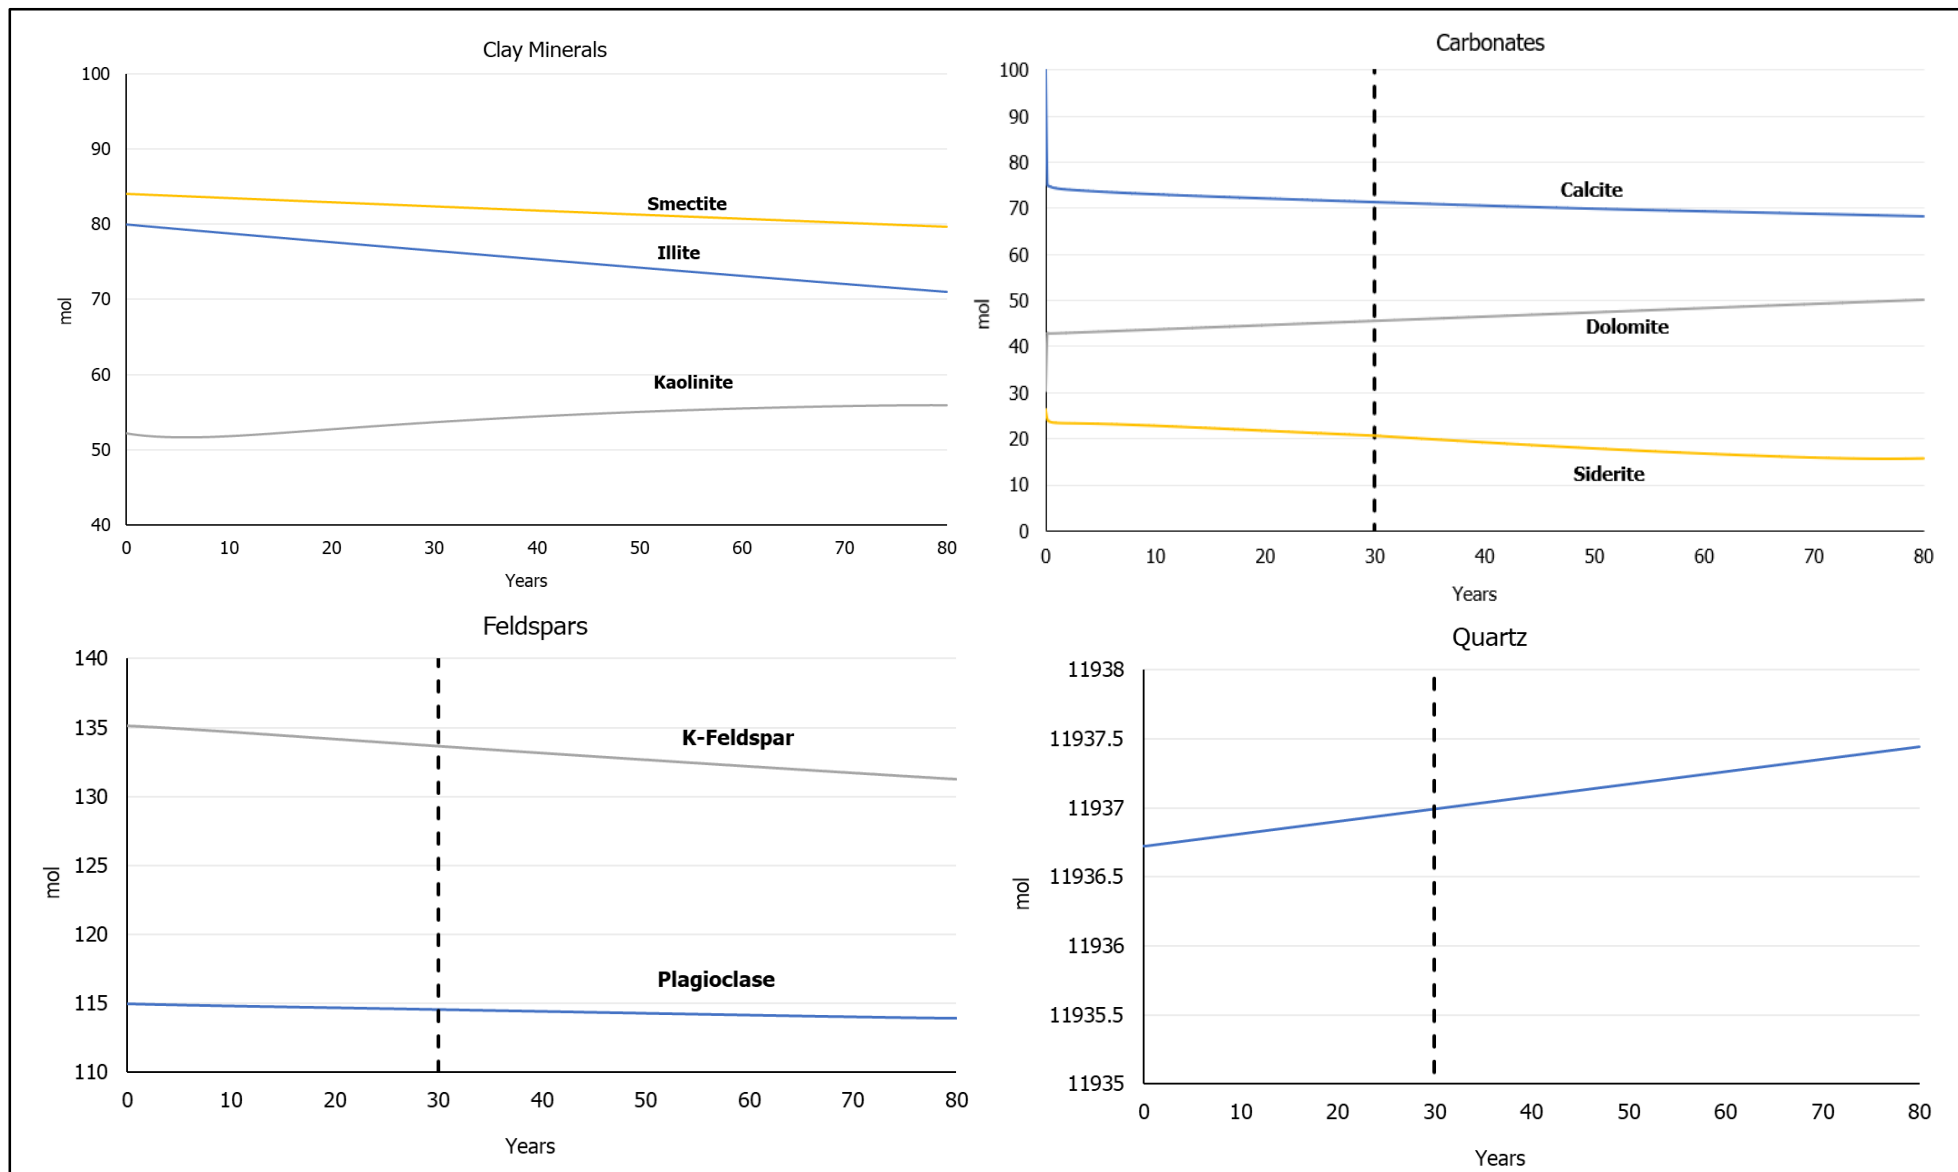 Clay Minerals
100
90
80
70
60
50
40
mol
Smectite
Illite
Kaolinite
0 10 20 30 40 50 60 70 80
Years
Carbonates
100
90
80
70
60
50
40
30
20
10
0
mol
Calcite
Dolomite
Siderite
0 10 20 30 40 50 60 70 80
Years
Feldspars
140
135
130
125
120
115
110
mol
K-Feldspar
Plagioclase
0 10 20 30 40 50 60 70 80
Years
Quartz
11938
11937.5
11937
11936.5
11936
11935.5
11935
mol
0 10 20 30 40 50 60 70 80
Years